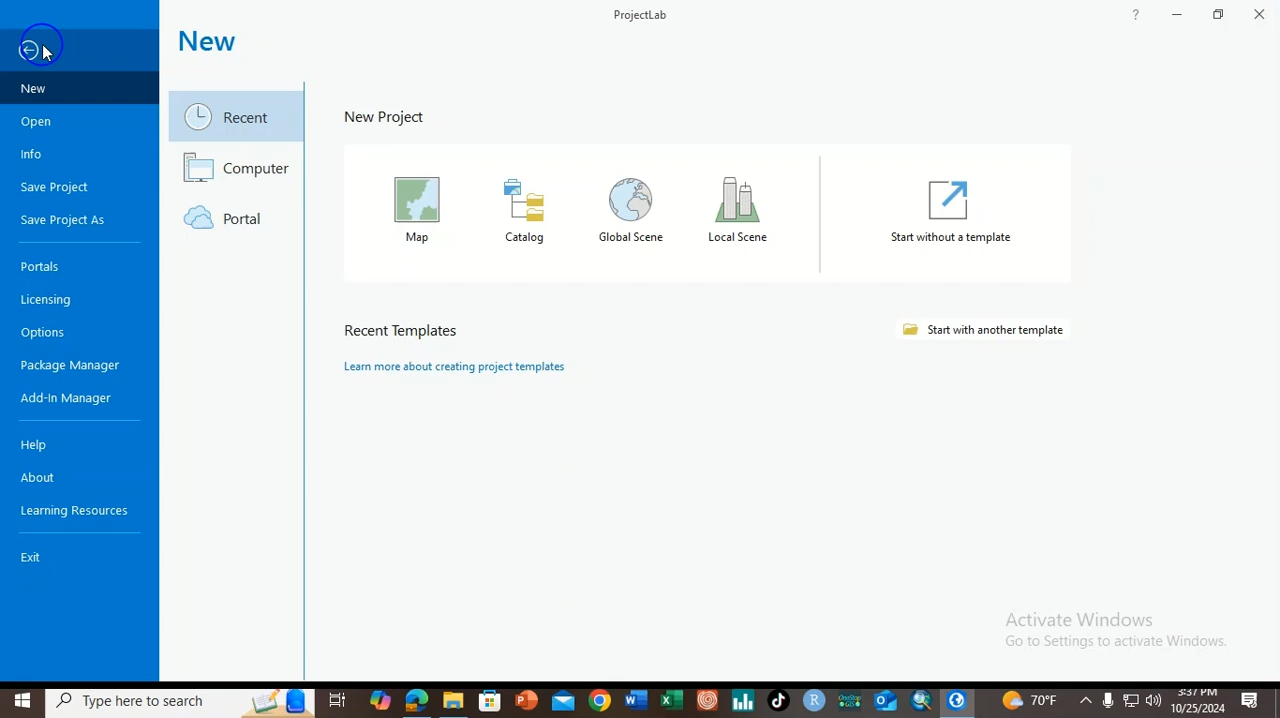 ProjectLab
?
New
New
Open
Info
Save Project
Save Project As
Portals
Licensing
Options
Package Manager
Add-In Manager
Help
About
Learning Resources
Exit
Recent
Computer
Portal
New Project
Map
Catalog
Global Scene
Local Scene
Start without a template
Recent Templates
Start with another template
Learn more about creating project templates
Activate Windows
Go to Settings to activate Windows.
Type here to search
70°F
3:37 PM
10/25/2024